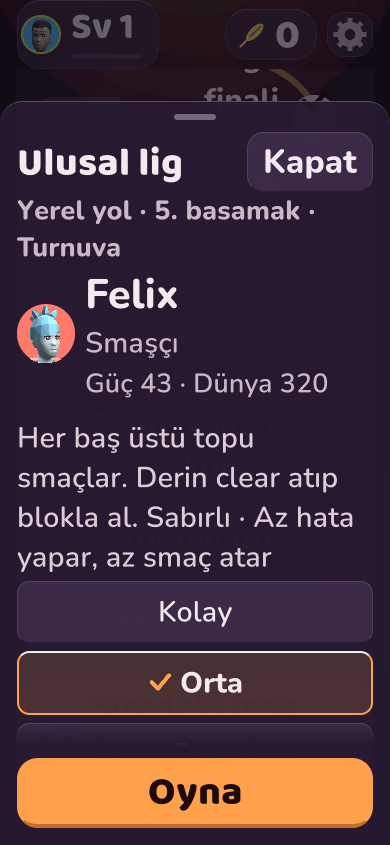 Sv 1
0
finali
Ulusal lig
Kapat
Yerel yol · 5. basamak ·
Turnuva
Felix
Smaşçı
Güç 43 · Dünya 320
Her baş üstü topu
smaçlar. Derin clear atıp
blokla al. Sabırlı · Az hata
yapar, az smaç atar
Kolay
Orta
Oyna